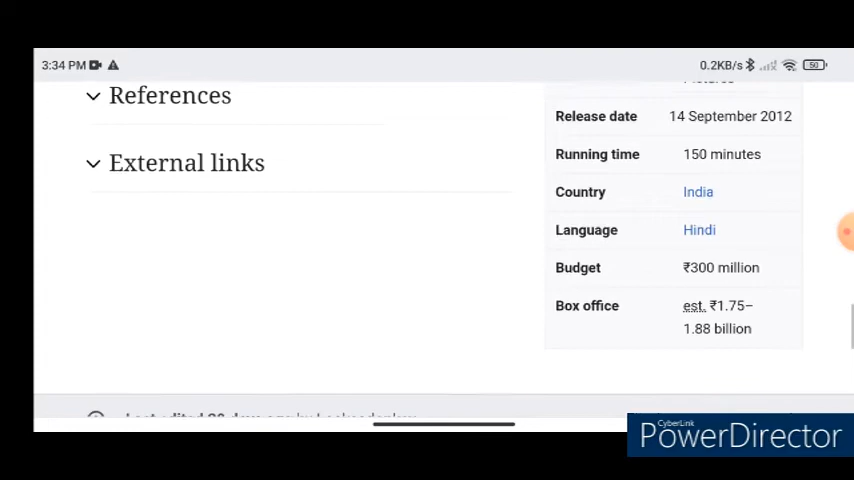 3:34 PM
0.2KB/s
50
References
External links
Release date 14 September 2012
Running time 150 minutes
Country India
Language Hindi
Budget ₹300 million
Box office est. ₹1.75–
1.88 billion
CyberLink
PowerDirector